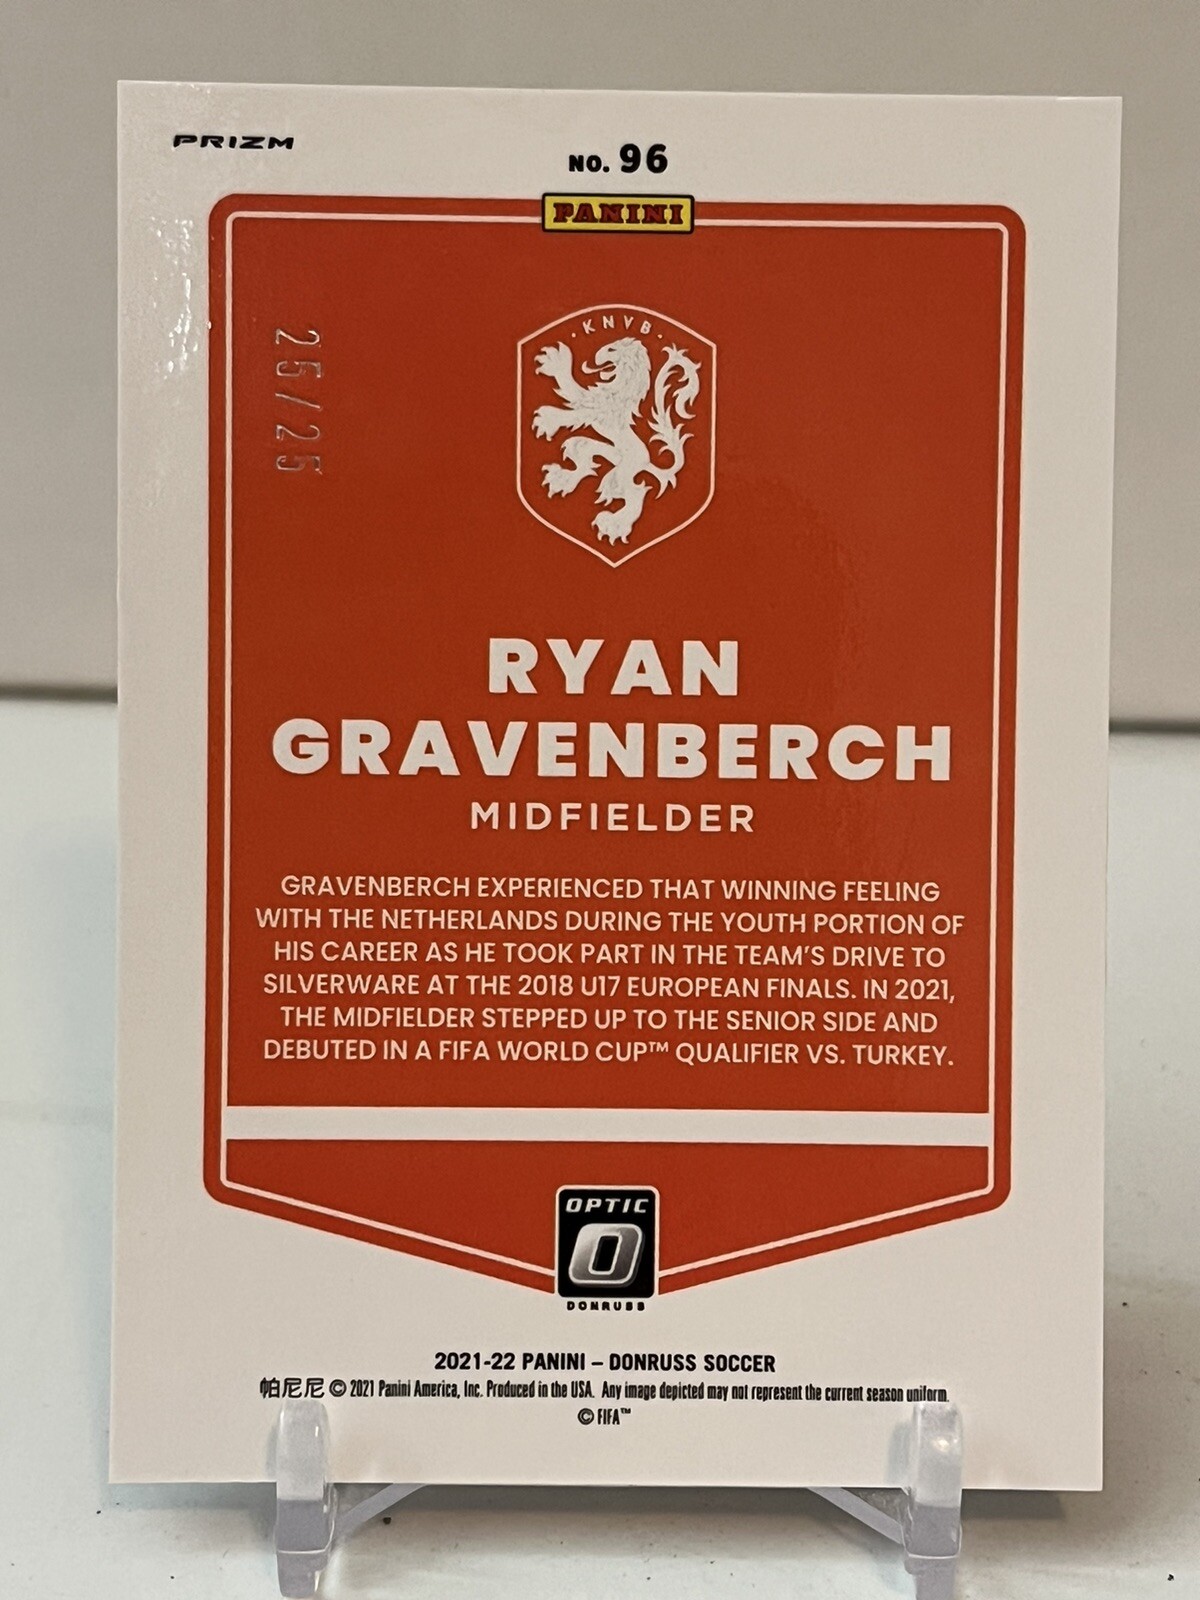 PRIZM
NO. 96
PANINI
25/25
·KNVB·
RYAN
GRAVENBERCH
MIDFIELDER
GRAVENBERCH EXPERIENCED THAT WINNING FEELING
WITH THE NETHERLANDS DURING THE YOUTH PORTION OF
HIS CAREER AS HE TOOK PART IN THE TEAM'S DRIVE TO
SILVERWARE AT THE 2018 U17 EUROPEAN FINALS. IN 2021,
THE MIDFIELDER STEPPED UP TO THE SENIOR SIDE AND
DEBUTED IN A FIFA WORLD CUP™ QUALIFIER VS. TURKEY.
OPTIC
O
DONRUSS
2021-22 PANINI – DONRUSS SOCCER
帕尼尼 © 2021 Panini America, Inc. Produced in the USA. Any image depicted may not represent the current season uniform.
© FIFA™